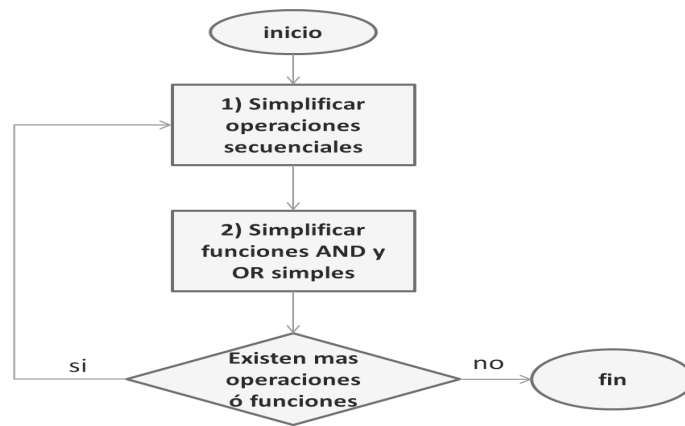 inicio
1) Simplificar
operaciones
secuenciales
2) Simplificar
funciones AND y
OR simples
Existen mas
operaciones
ó funciones
si
no
fin